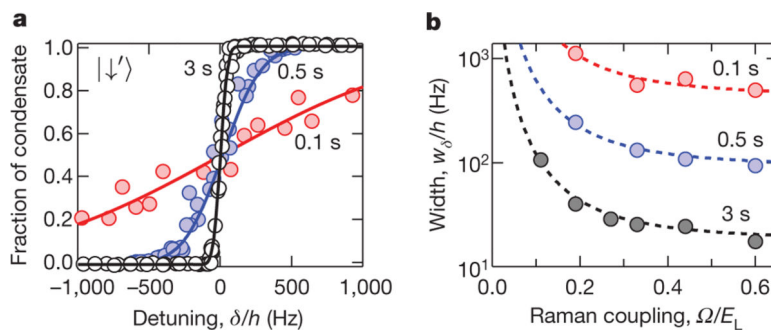 a
Fraction of condensate
1.0
0.8
0.6
0.4
0.2
0.0
|↓′⟩
3 s
0.5 s
0.1 s
−1,000 −500 0 500 1,000
Detuning, δ/h (Hz)
b
Width, w_δ/h (Hz)
10³
10²
10¹
0.1 s
0.5 s
3 s
0.0 0.2 0.4 0.6
Raman coupling, Ω/E_L